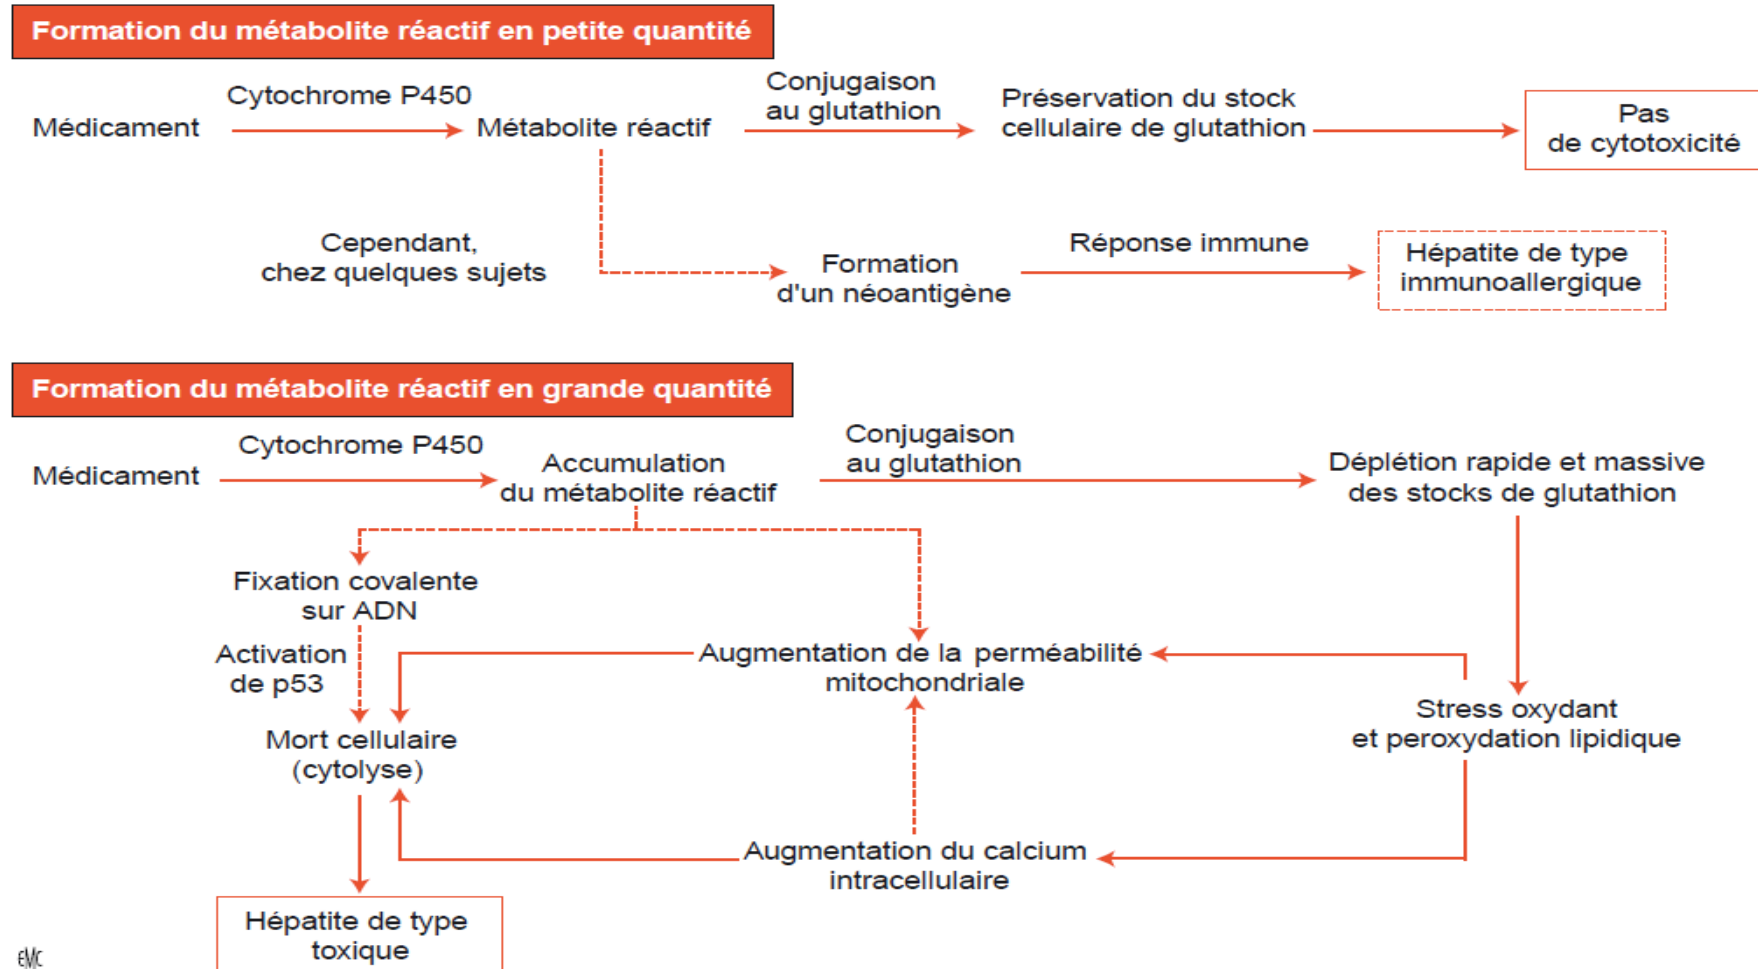 Formation du métabolite réactif en petite quantité
Médicament
Cytochrome P450
Métabolite réactif
Conjugaison
au glutathion
Préservation du stock
cellulaire de glutathion
Pas
de cytotoxicité
Cependant,
chez quelques sujets
Formation
d'un néoantigène
Réponse immune
Hépatite de type
immunoallergique
Formation du métabolite réactif en grande quantité
Médicament
Cytochrome P450
Accumulation
du métabolite réactif
Conjugaison
au glutathion
Déplétion rapide et massive
des stocks de glutathion
Fixation covalente
sur ADN
Activation
de p53
Augmentation de la perméabilité
mitochondriale
Stress oxydant
et peroxydation lipidique
Mort cellulaire
(cytolyse)
Augmentation du calcium
intracellulaire
Hépatite de type
toxique
EMC